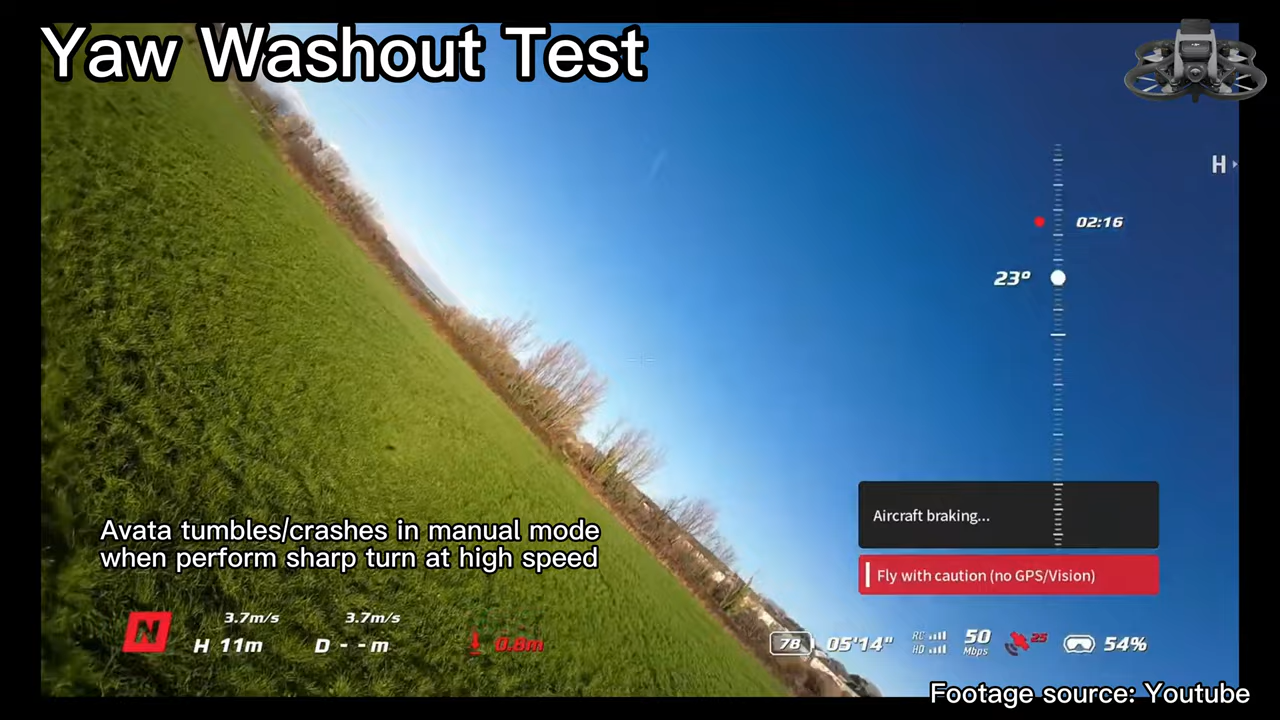 Yaw Washout Test
H
02:16
23°
Aircraft braking...
Avata tumbles/crashes in manual mode
when perform sharp turn at high speed
Fly with caution (no GPS/Vision)
3.7m/s 3.7m/s
N H 11m D - - m 0.8m
78 05'14" RC HD 50 Mbps 25 54%
Footage source: Youtube